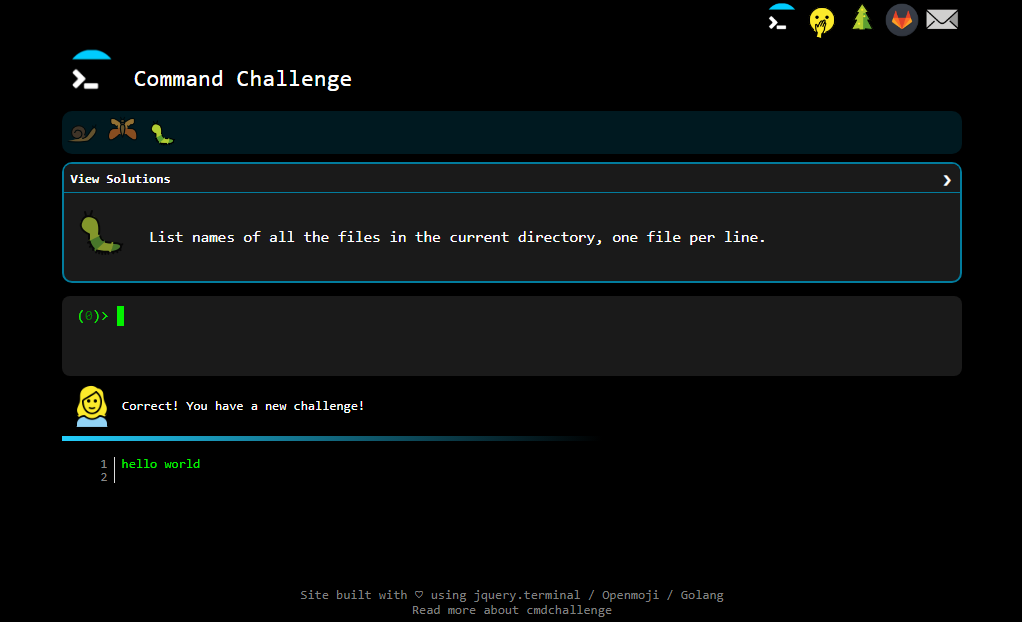 Command Challenge
View Solutions
List names of all the files in the current directory, one file per line.
(0)>
Correct! You have a new challenge!
1 hello world
2
Site built with ♡ using jquery.terminal / Openmoji / Golang
Read more about cmdchallenge